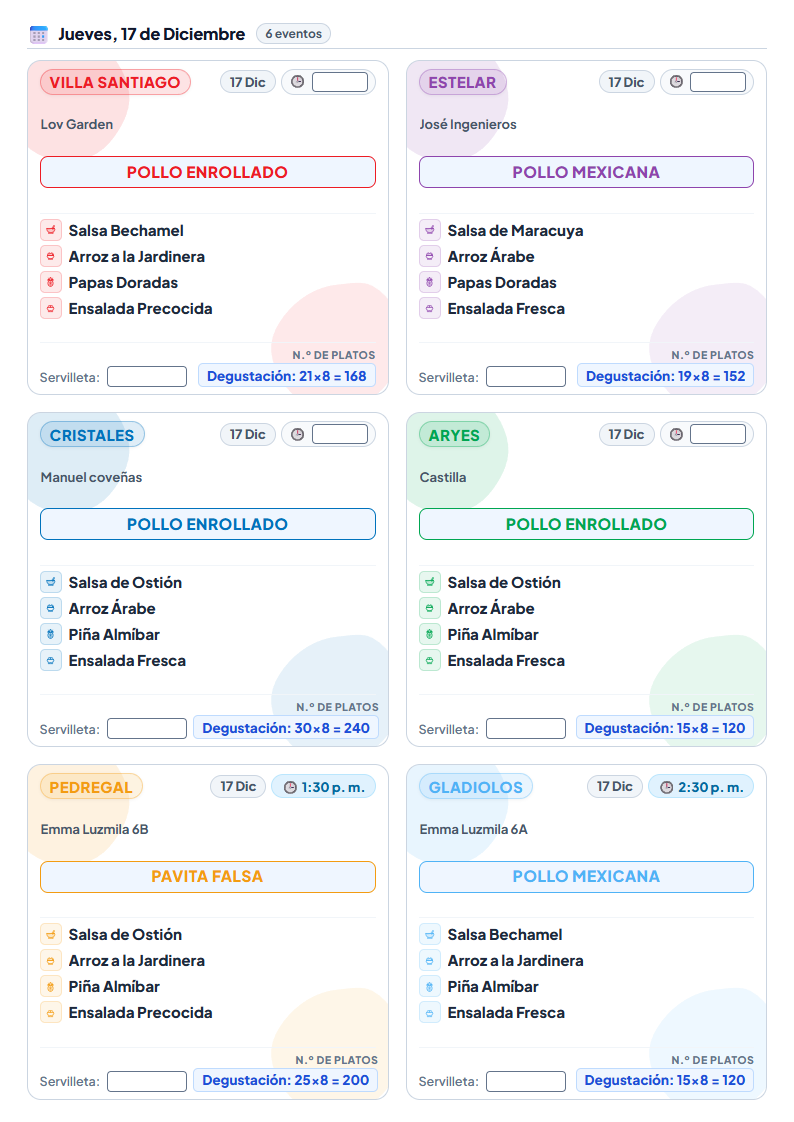 Jueves, 17 de Diciembre 6 eventos
VILLA SANTIAGO 17 Dic
Lov Garden
POLLO ENROLLADO
Salsa Bechamel
Arroz a la Jardinera
Papas Doradas
Ensalada Precocida
N.º DE PLATOS
Servilleta: Degustación: 21×8 = 168
ESTELAR 17 Dic
José Ingenieros
POLLO MEXICANA
Salsa de Maracuya
Arroz Árabe
Papas Doradas
Ensalada Fresca
N.º DE PLATOS
Servilleta: Degustación: 19×8 = 152
CRISTALES 17 Dic
Manuel coveñas
POLLO ENROLLADO
Salsa de Ostión
Arroz Árabe
Piña Almíbar
Ensalada Fresca
N.º DE PLATOS
Servilleta: Degustación: 30×8 = 240
ARYES 17 Dic
Castilla
POLLO ENROLLADO
Salsa de Ostión
Arroz Árabe
Piña Almíbar
Ensalada Fresca
N.º DE PLATOS
Servilleta: Degustación: 15×8 = 120
PEDREGAL 17 Dic 1:30 p. m.
Emma Luzmila 6B
PAVITA FALSA
Salsa de Ostión
Arroz a la Jardinera
Piña Almíbar
Ensalada Precocida
N.º DE PLATOS
Servilleta: Degustación: 25×8 = 200
GLADIOLOS 17 Dic 2:30 p. m.
Emma Luzmila 6A
POLLO MEXICANA
Salsa Bechamel
Arroz a la Jardinera
Piña Almíbar
Ensalada Fresca
N.º DE PLATOS
Servilleta: Degustación: 15×8 = 120